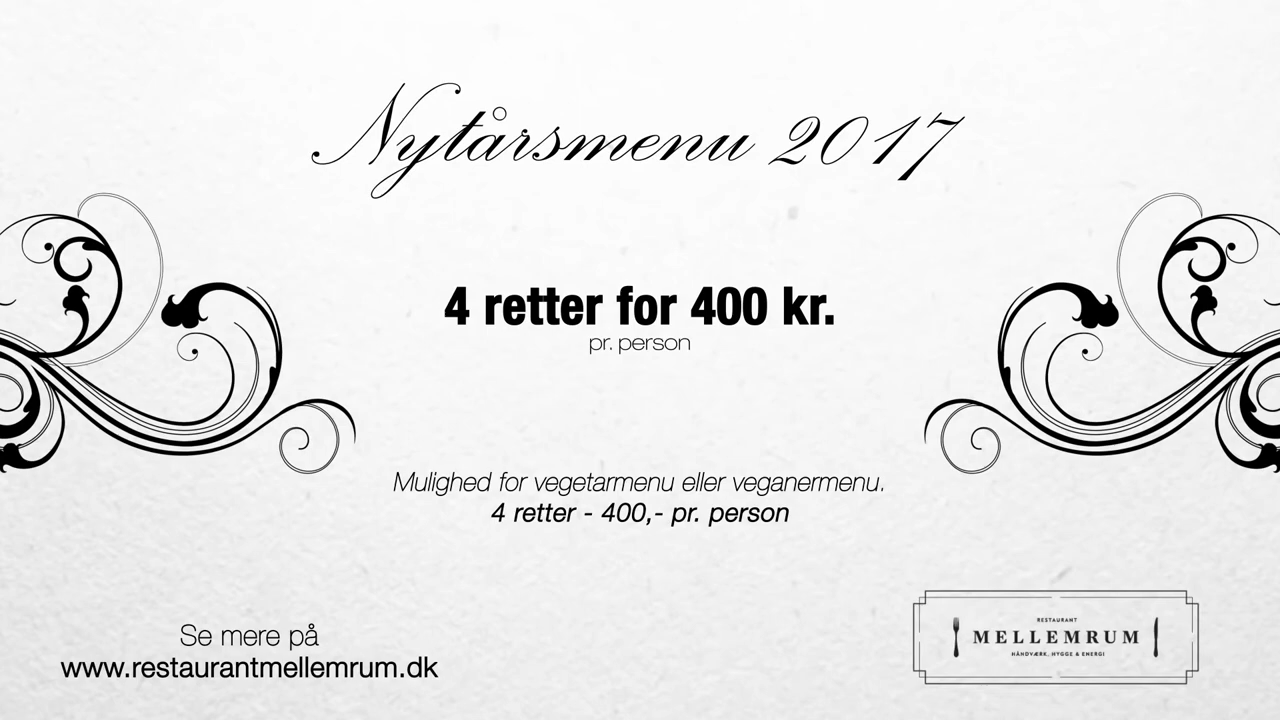 Nytårsmenu 2017
4 retter for 400 kr.
pr. person
Mulighed for vegetarmenu eller veganermenu.
4 retter - 400,- pr. person
Se mere på
www.restaurantmellemrum.dk
RESTAURANT
MELLEMRUM
HÅNDVÆRK, HYGGE & ENERGI